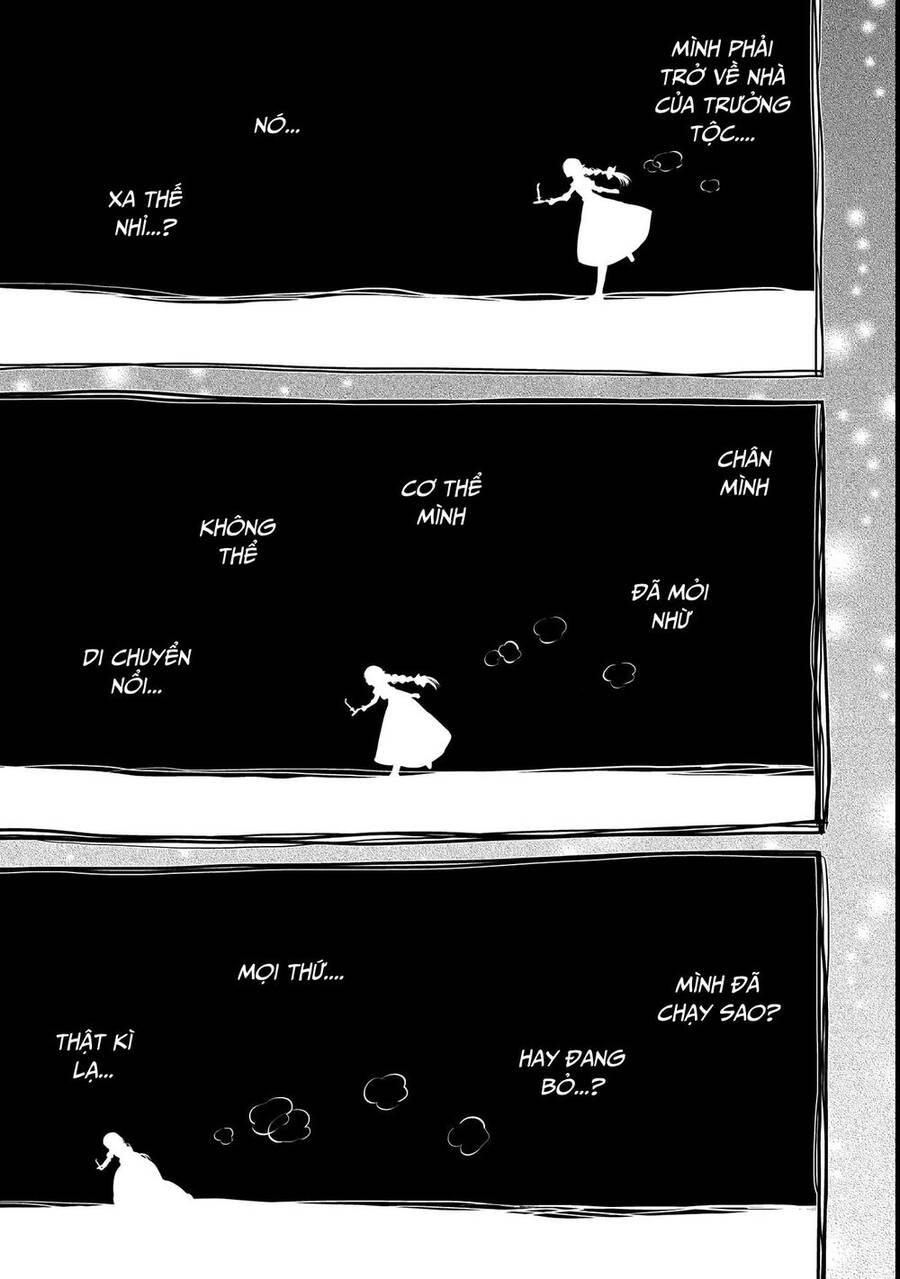 MÌNH PHẢI
TRỞ VỀ NHÀ
CỦA TRƯỞNG
TỘC....
NÓ...
XA THẾ
NHỈ...?
CHÂN
MÌNH
ĐÃ MỎI
NHỪ
CƠ THỂ
MÌNH
KHÔNG
THỂ
DI CHUYỂN
NỔI...
MÌNH ĐÃ
CHẠY SAO?
HAY ĐANG
BỎ...?
MỌI THỨ....
THẬT KÌ
LẠ...